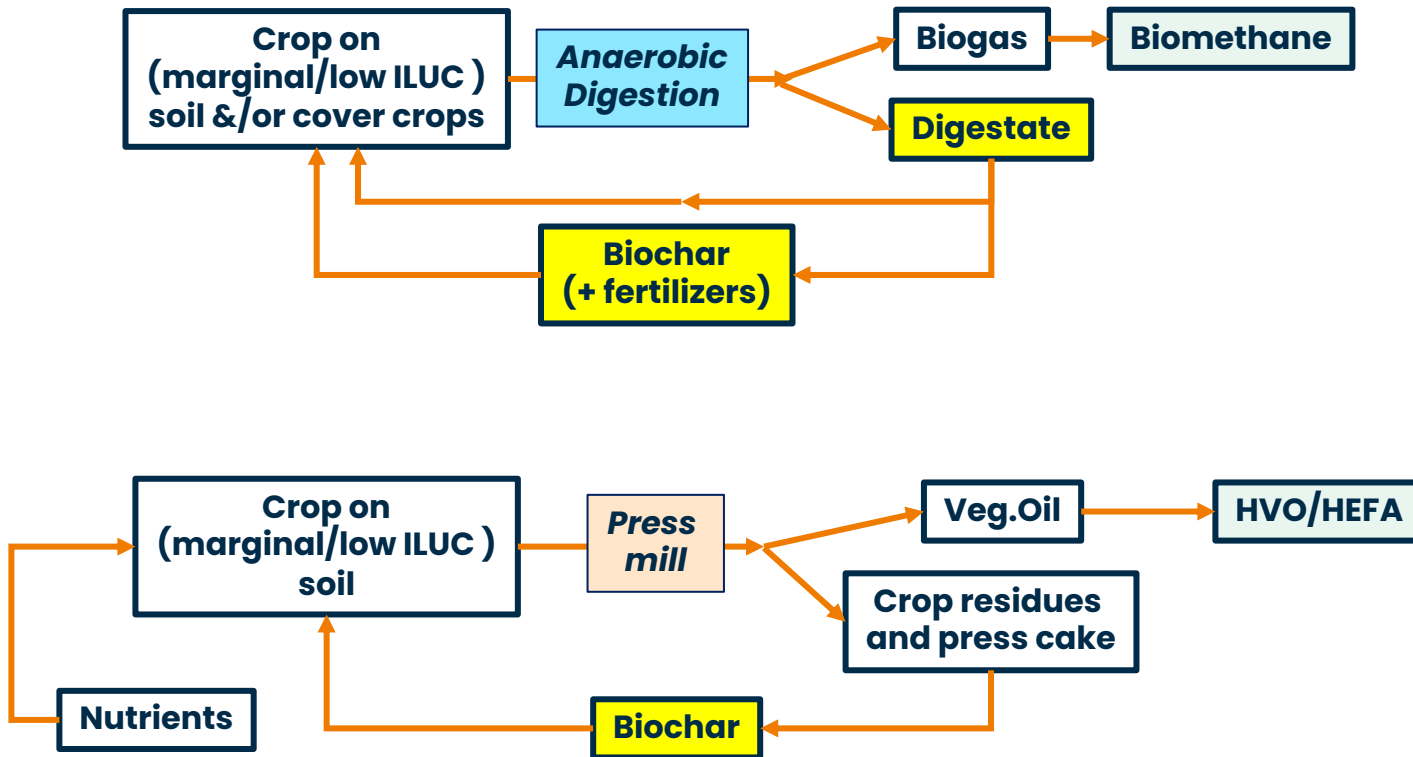 Crop on
(marginal/low ILUC )
soil &/or cover crops
Anaerobic
Digestion
Biogas
Biomethane
Digestate
Biochar
(+ fertilizers)
Crop on
(marginal/low ILUC )
soil
Press
mill
Veg.Oil
HVO/HEFA
Crop residues
and press cake
Nutrients
Biochar